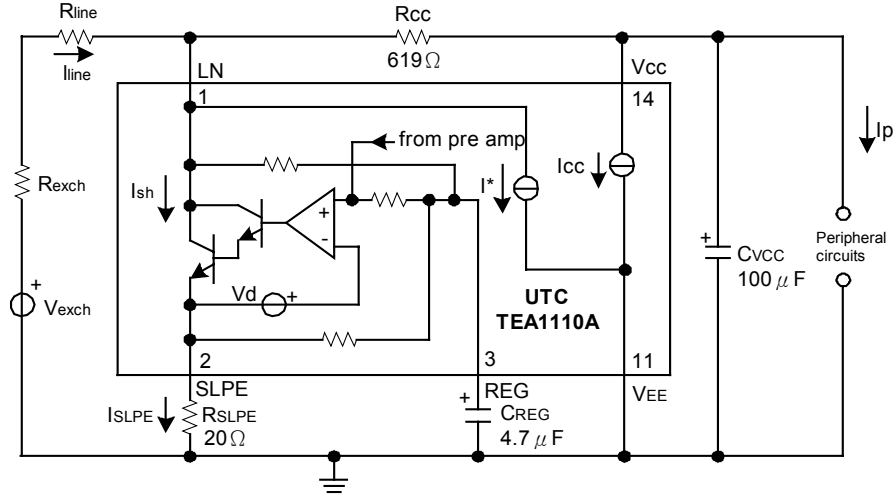 Rline
Rcc
Iline
619Ω
LN
Vcc
1
14
from pre amp
Ip
Rexch
Ish
I*
Icc
+
-
+
Vexch
Vd
+
UTC
TEA1110A
+
CVCC
100 μF
Peripheral
circuits
2
3
11
SLPE
REG
VEE
ISLPE
RSLPE
20Ω
+
CREG
4.7 μF